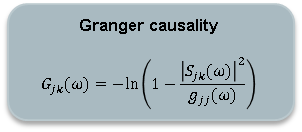 Granger causality
G_{jk}(ω) = −ln(1 − |S_{jk}(ω)|² / g_{jj}(ω))